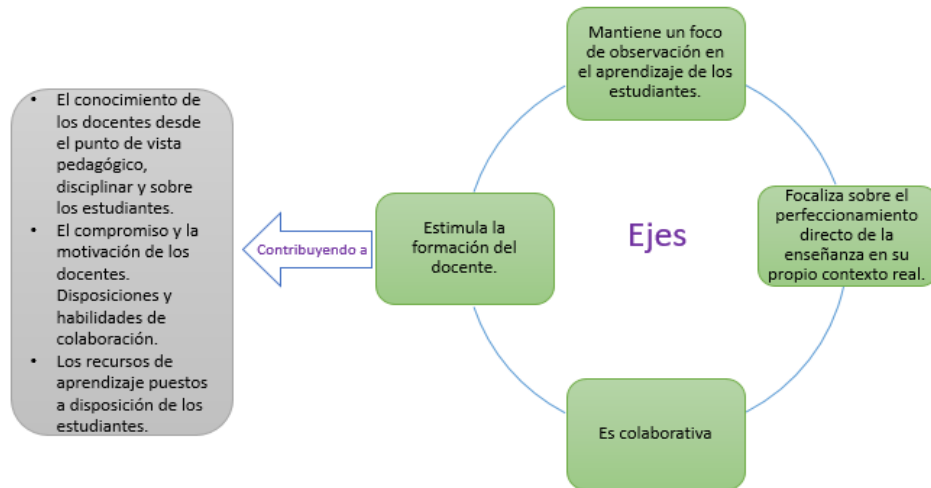 Mantiene un foco
de observación en
el aprendizaje de los
estudiantes.
• El conocimiento de
los docentes desde
el punto de vista
pedagógico,
disciplinar y sobre
los estudiantes.
• El compromiso y la
motivación de los
docentes.
Disposiciones y
habilidades de
colaboración.
• Los recursos de
aprendizaje puestos
a disposición de los
estudiantes.
Contribuyendo a
Estimula la
formación del
docente.
Ejes
Focaliza sobre el
perfeccionamiento
directo de la
enseñanza en su
propio contexto real.
Es colaborativa